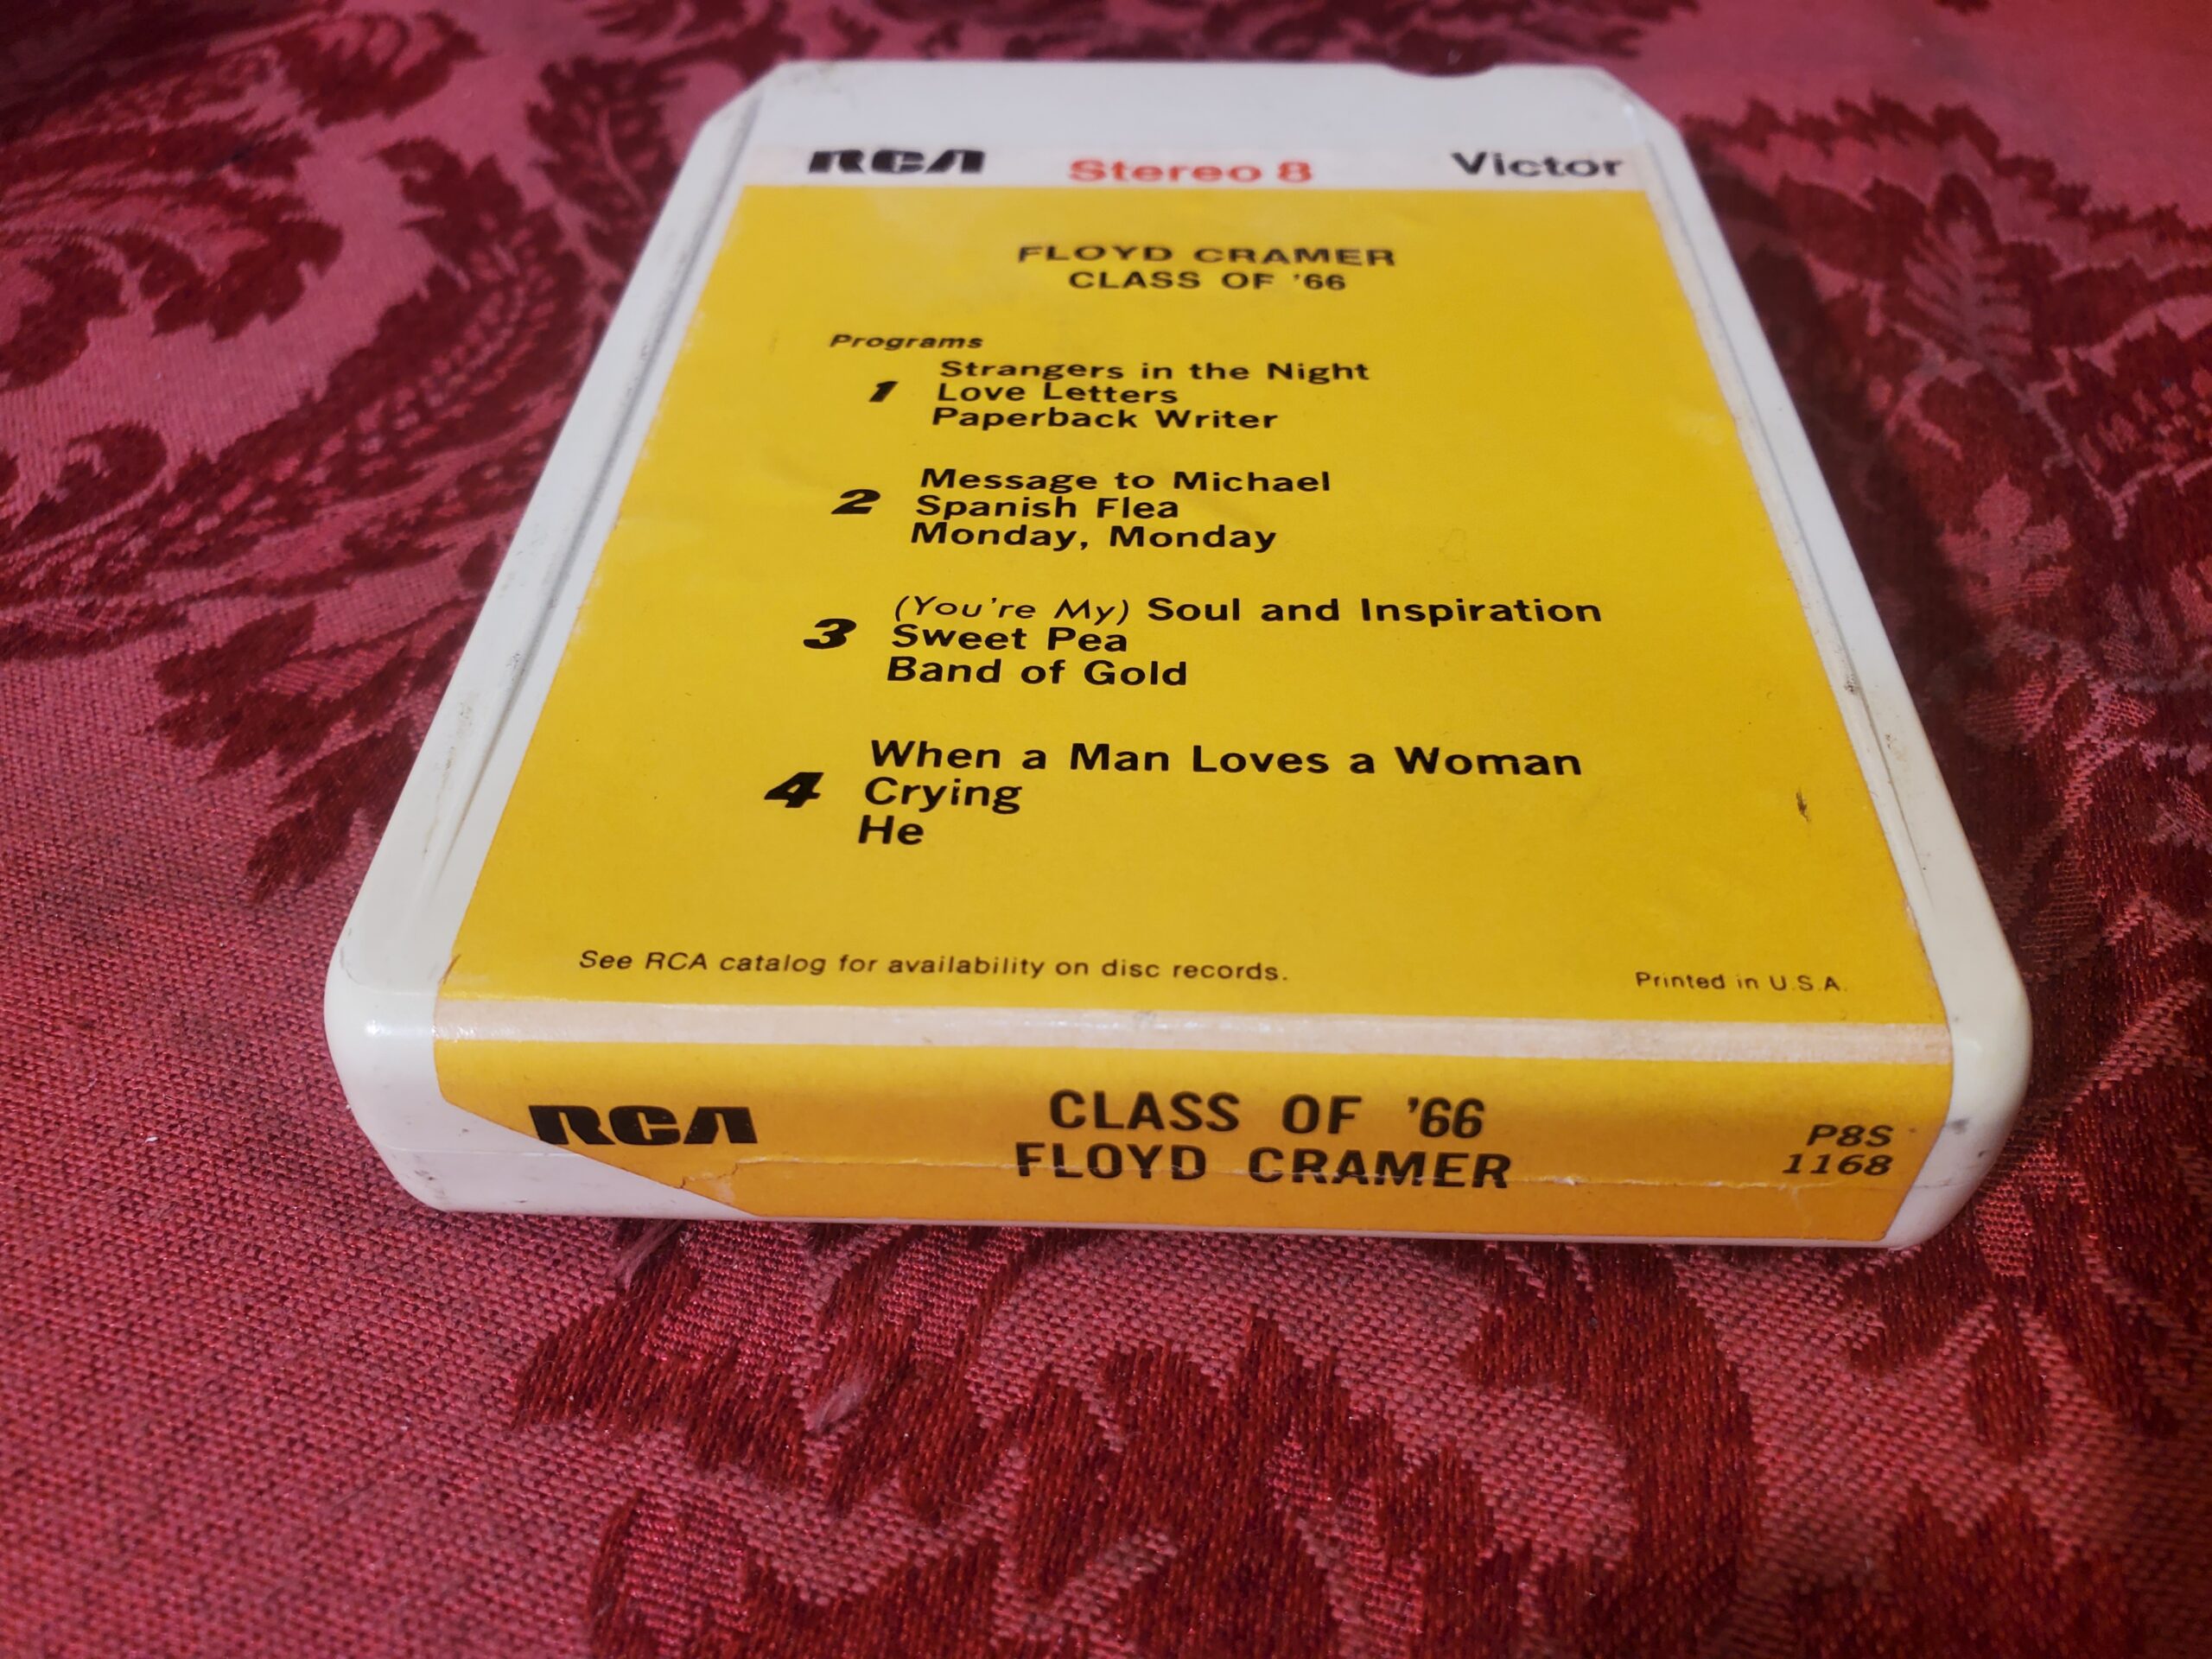 RCA Stereo 8 Victor
FLOYD CRAMER
CLASS OF '66
Programs
1
Strangers in the Night
Love Letters
Paperback Writer
2
Message to Michael
Spanish Flea
Monday, Monday
3
(You're My) Soul and Inspiration
Sweet Pea
Band of Gold
4
When a Man Loves a Woman
Crying
He
See RCA catalog for availability on disc records.
Printed in U.S.A.
RCA
CLASS OF '66
FLOYD CRAMER
P8S
1168